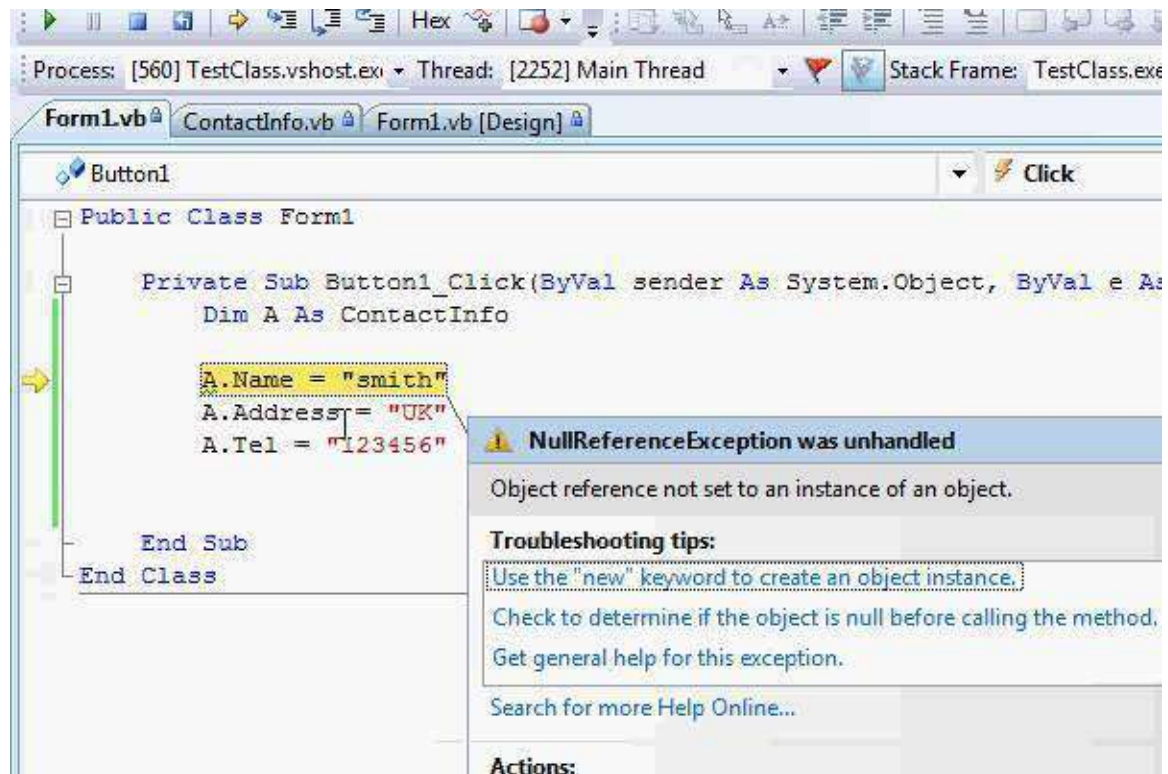 Hex
Process: [560] TestClass.vshost.ex Thread: [2252] Main Thread Stack Frame: TestClass.exe
Form1.vb ContactInfo.vb Form1.vb [Design]
Button1 Click
Public Class Form1
Private Sub Button1_Click(ByVal sender As System.Object, ByVal e As
Dim A As ContactInfo
A.Name = "smith"
A.Address = "UK"
A.Tel = "123456"
NullReferenceException was unhandled
Object reference not set to an instance of an object.
End Sub
Troubleshooting tips:
End Class
Use the "new" keyword to create an object instance.
Check to determine if the object is null before calling the method.
Get general help for this exception.
Search for more Help Online...
Actions: